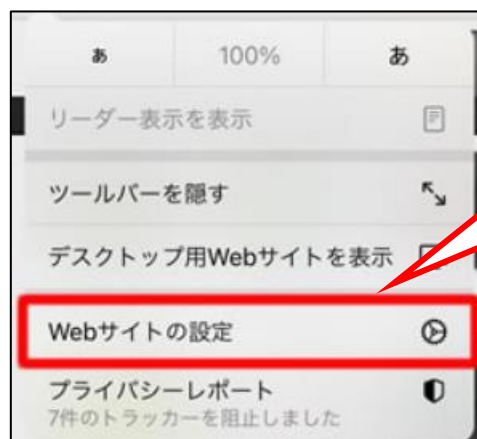 あ 100% あ
リーダー表示を表示
ツールバーを隠す
デスクトップ用Webサイトを表示
Webサイトの設定
プライバシーレポート
7件のトラッカーを阻止しました